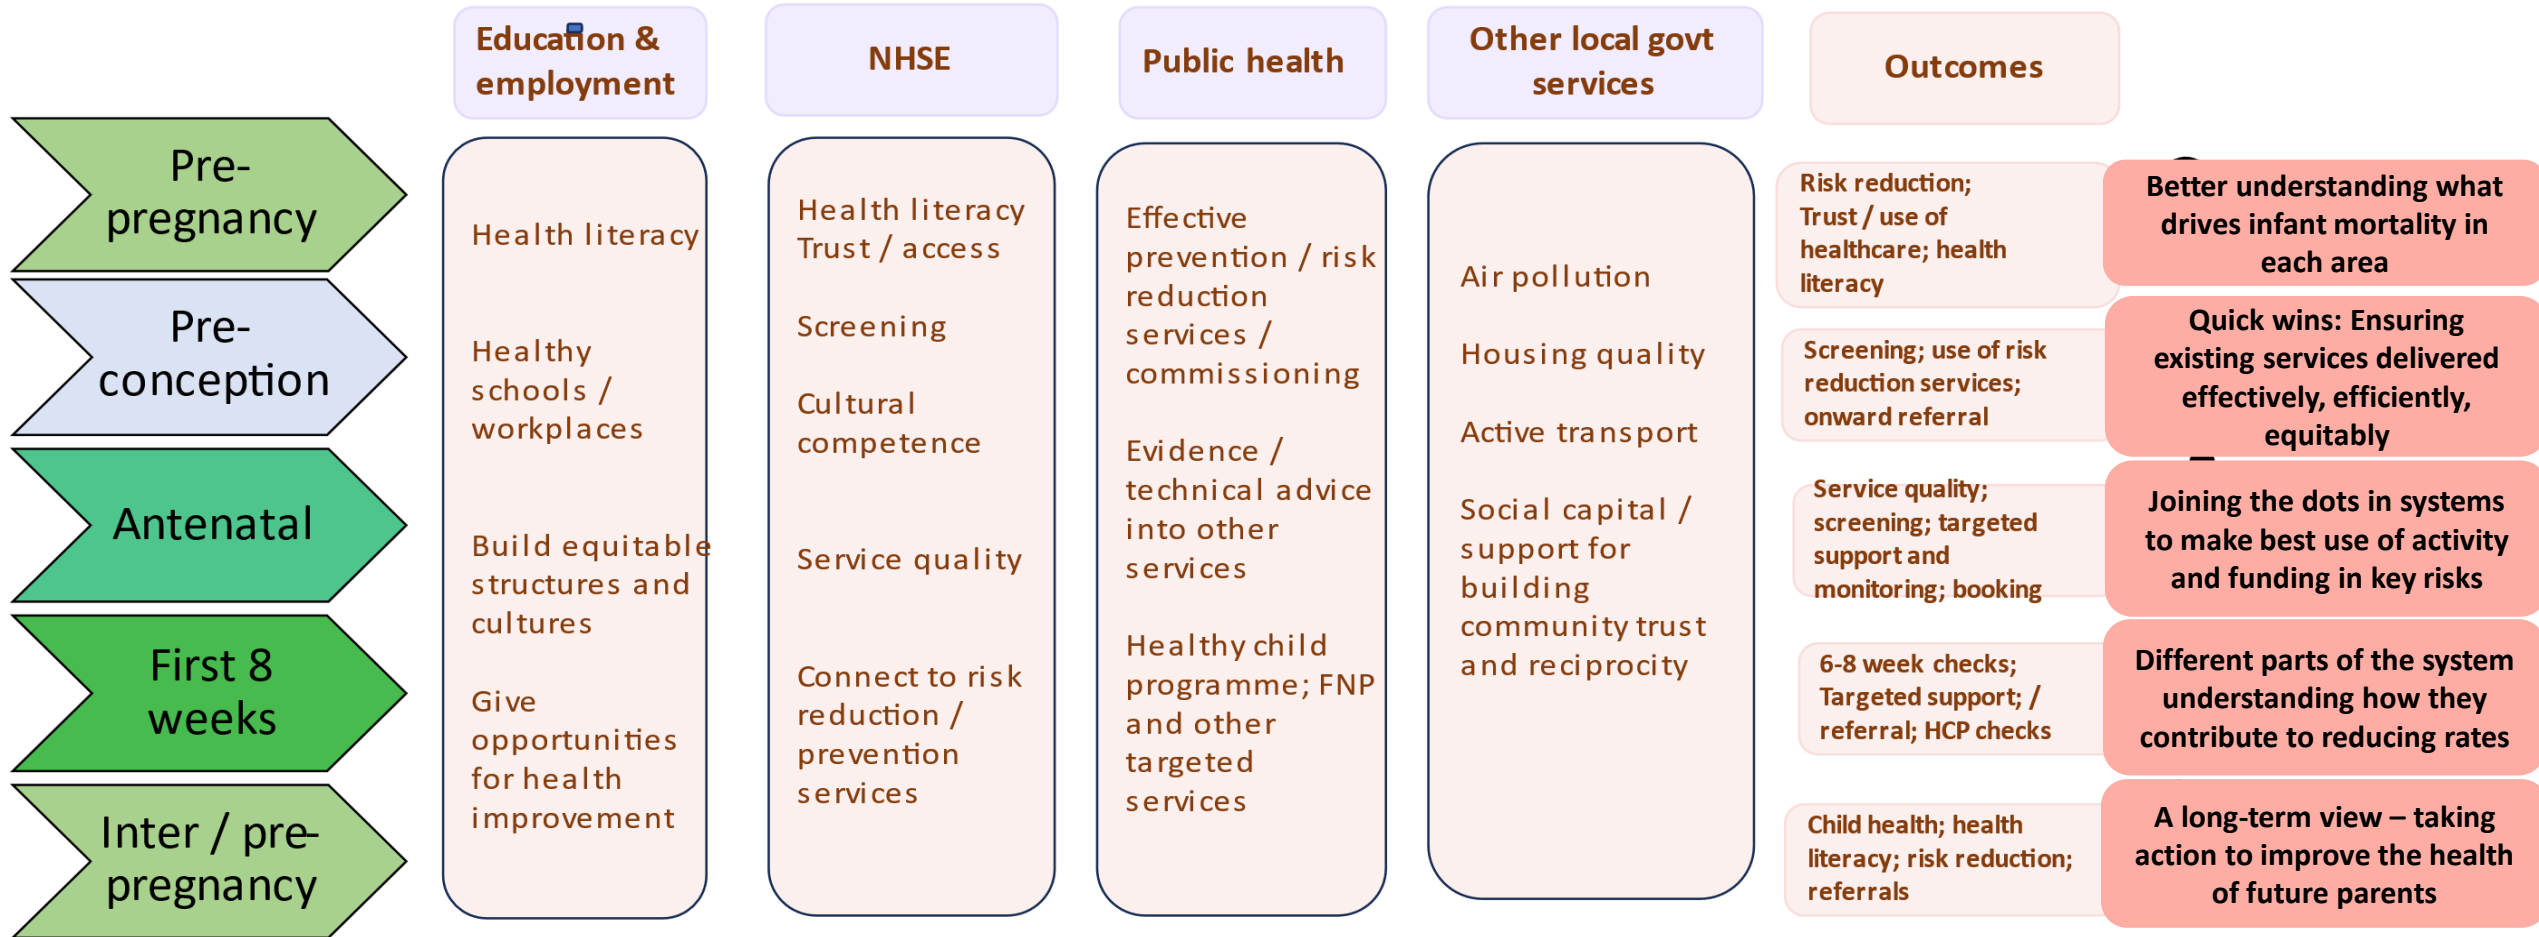 Education &
employment
NHSE
Public health
Other local govt
services
Outcomes
Pre-
pregnancy
Pre-
conception
Antenatal
First 8
weeks
Inter / pre-
pregnancy
Health literacy
Healthy
schools /
workplaces
Build equitable
structures and
cultures
Give
opportunities
for health
improvement
Health literacy
Trust / access
Screening
Cultural
competence
Service quality
Connect to risk
reduction /
prevention
services
Effective
prevention / risk
reduction
services /
commissioning
Evidence /
technical advice
into other
services
Healthy child
programme; FNP
and other
targeted
services
Air pollution
Housing quality
Active transport
Social capital /
support for
building
community trust
and reciprocity
Risk reduction;
Trust / use of
healthcare; health
literacy
Screening; use of risk
reduction services;
onward referral
Service quality;
screening; targeted
support and
monitoring; booking
6-8 week checks;
Targeted support; /
referral; HCP checks
Child health; health
literacy; risk reduction;
referrals
Better understanding what
drives infant mortality in
each area
Quick wins: Ensuring
existing services delivered
effectively, efficiently,
equitably
Joining the dots in systems
to make best use of activity
and funding in key risks
Different parts of the system
understanding how they
contribute to reducing rates
A long-term view – taking
action to improve the health
of future parents